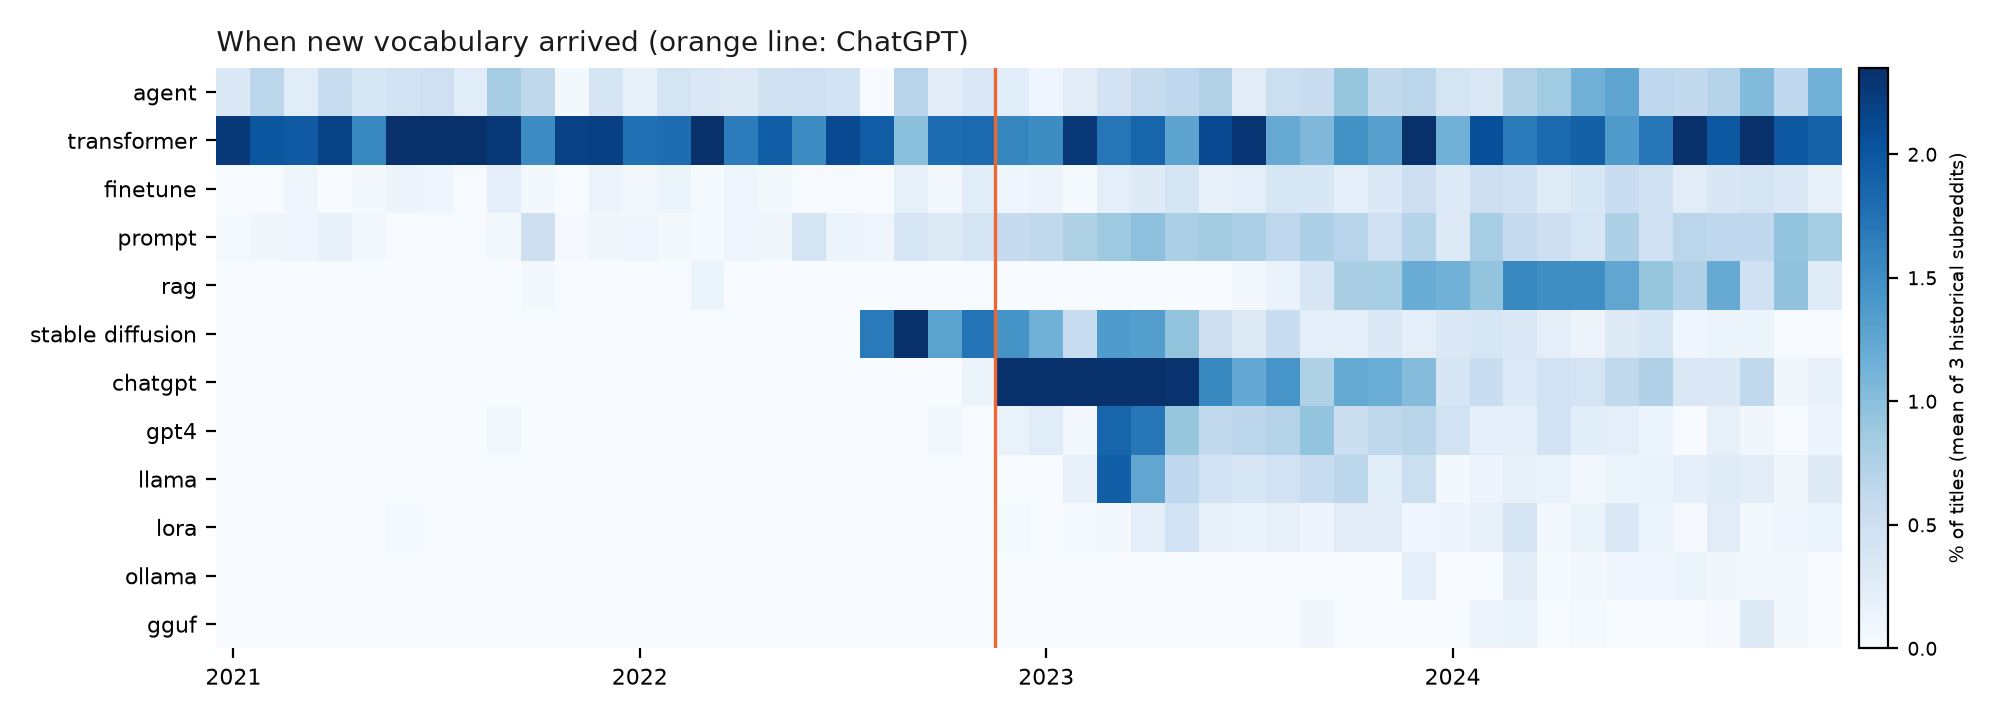 When new vocabulary arrived (orange line: ChatGPT)
agent
transformer
finetune
prompt
rag
stable diffusion
chatgpt
gpt4
llama
lora
ollama
gguf
2021
2022
2023
2024
2.0
1.5
1.0
0.5
0.0
% of titles (mean of 3 historical subreddits)